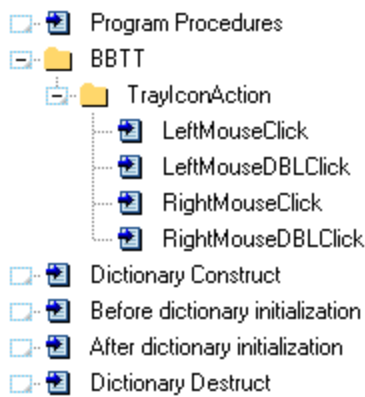 Program Procedures
BBTT
TrayIconAction
LeftMouseClick
LeftMouseDBLClick
RightMouseClick
RightMouseDBLClick
Dictionary Construct
Before dictionary initialization
After dictionary initialization
Dictionary Destruct